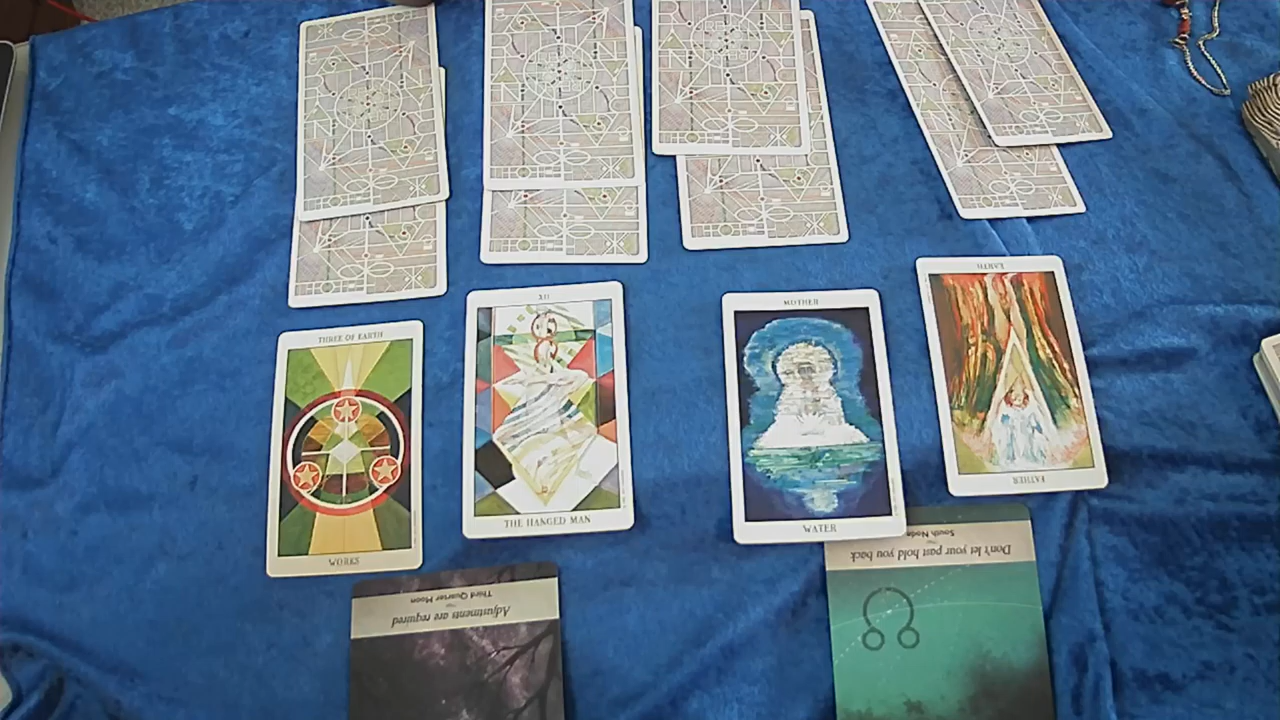 THREE OF EARTH
WORKS
XII
THE HANGED MAN
MOTHER
WATER
EARTH
FATHER
Adjustments are required
Third Quarter Moon
Don't let your past hold you back
South Node